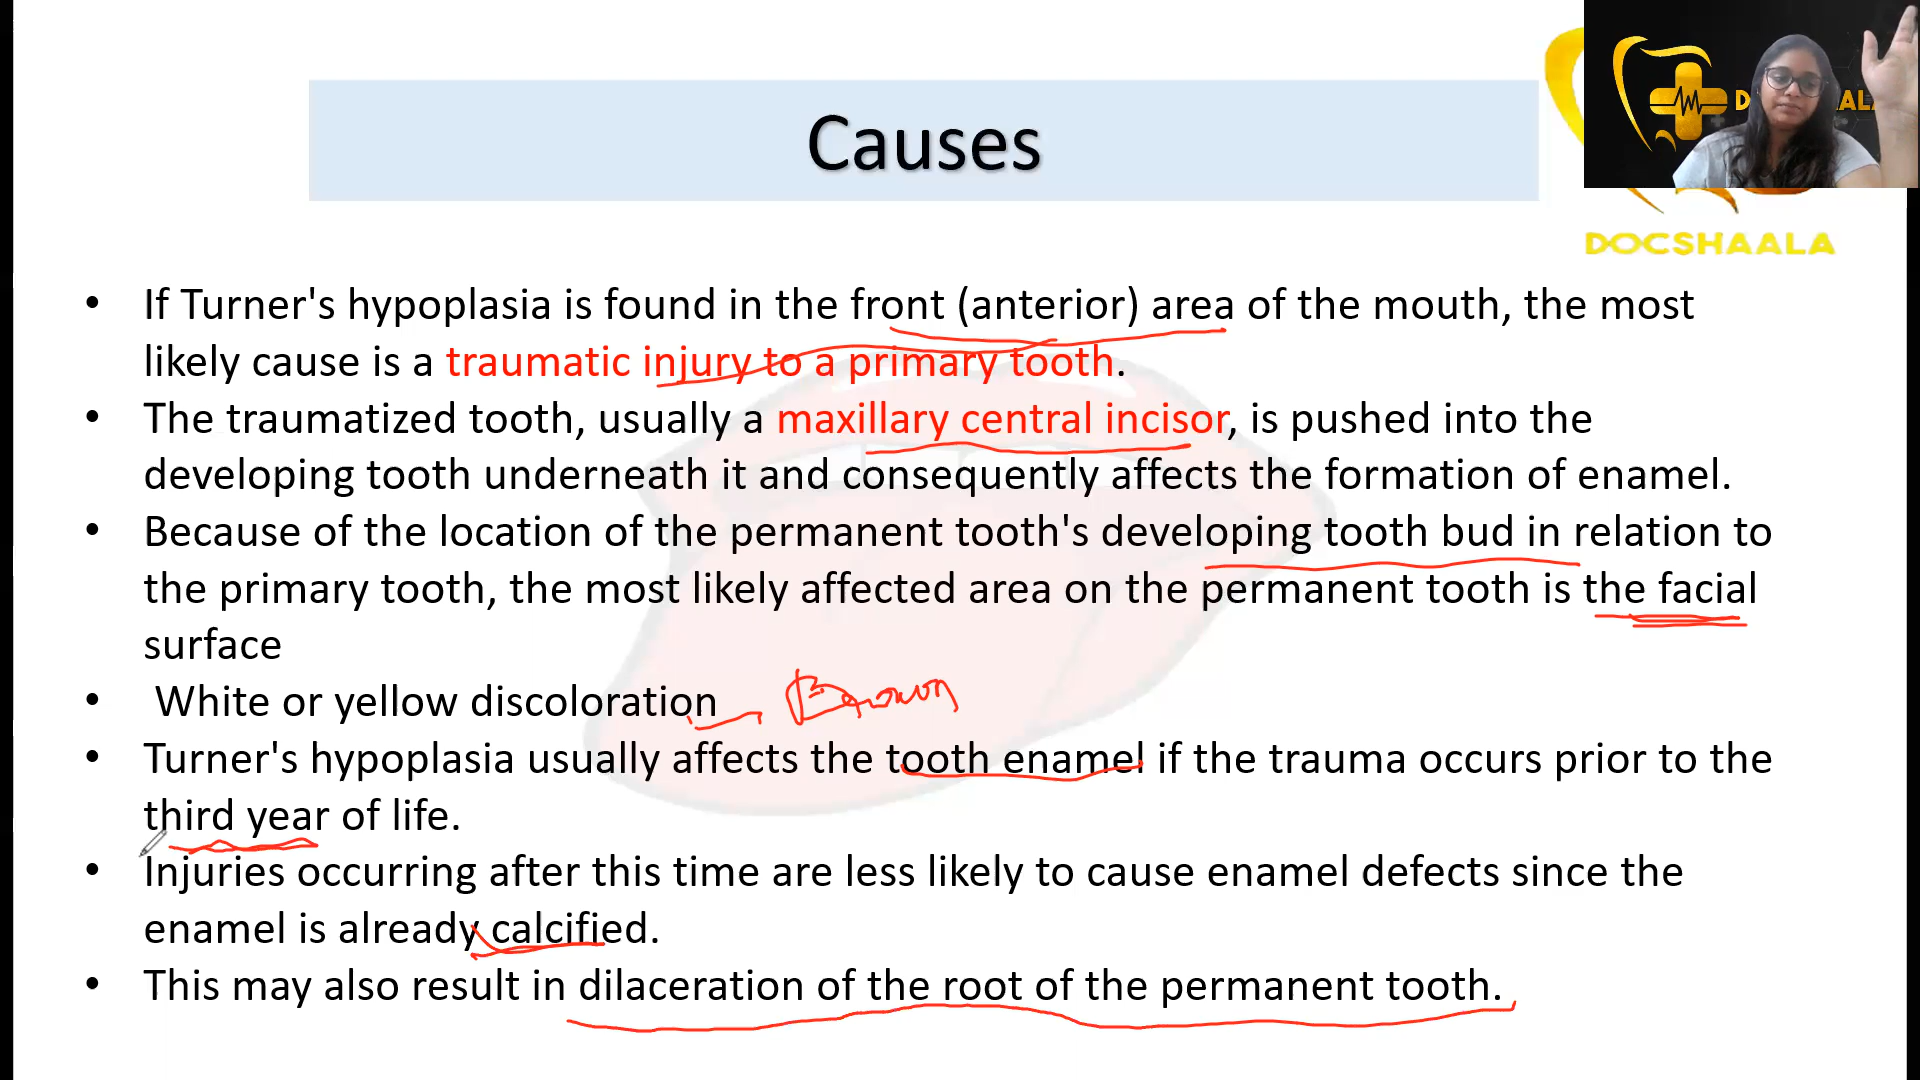 Causes
DOCSHAALA
• If Turner's hypoplasia is found in the front (anterior) area of the mouth, the most
likely cause is a traumatic injury to a primary tooth.
• The traumatized tooth, usually a maxillary central incisor, is pushed into the
developing tooth underneath it and consequently affects the formation of enamel.
• Because of the location of the permanent tooth's developing tooth bud in relation to
the primary tooth, the most likely affected area on the permanent tooth is the facial
surface
• White or yellow discoloration Brown
• Turner's hypoplasia usually affects the tooth enamel if the trauma occurs prior to the
third year of life.
• Injuries occurring after this time are less likely to cause enamel defects since the
enamel is already calcified.
• This may also result in dilaceration of the root of the permanent tooth.